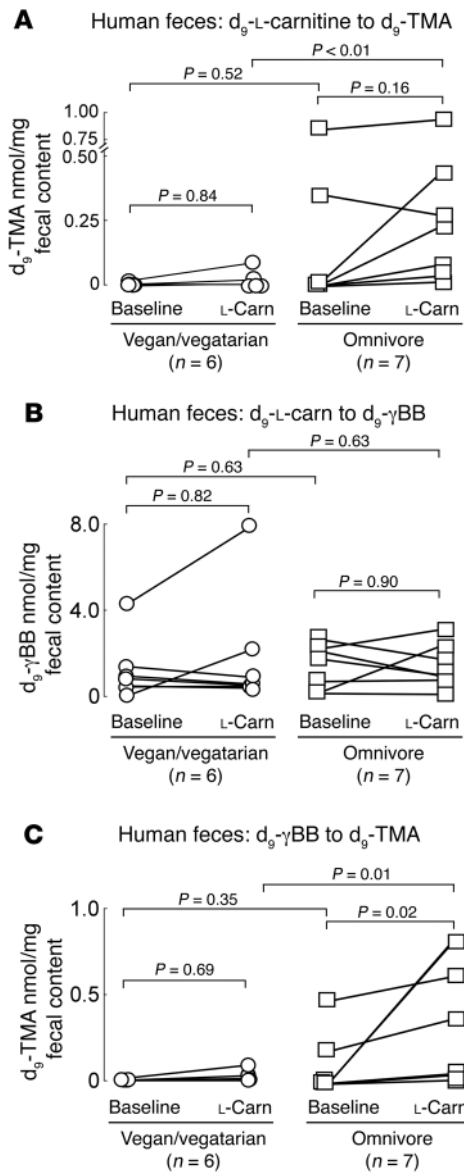 A Human feces: d9-L-carnitine to d9-TMA
P < 0.01
P = 0.52
P = 0.16
1.00
0.75
0.50
P = 0.84
0.25
0
d9-TMA nmol/mg
fecal content
Baseline L-Carn Baseline L-Carn
Vegan/vegatarian Omnivore
(n = 6) (n = 7)
B Human feces: d9-L-carn to d9-γBB
P = 0.63
P = 0.63
P = 0.82
8.0
P = 0.90
4.0
0
d9-γBB nmol/mg
fecal content
Baseline L-Carn Baseline L-Carn
Vegan/vegatarian Omnivore
(n = 6) (n = 7)
C Human feces: d9-γBB to d9-TMA
P = 0.01
P = 0.35
P = 0.02
1.0
P = 0.69
0.5
0
d9-TMA nmol/mg
fecal content
Baseline L-Carn Baseline L-Carn
Vegan/vegatarian Omnivore
(n = 6) (n = 7)